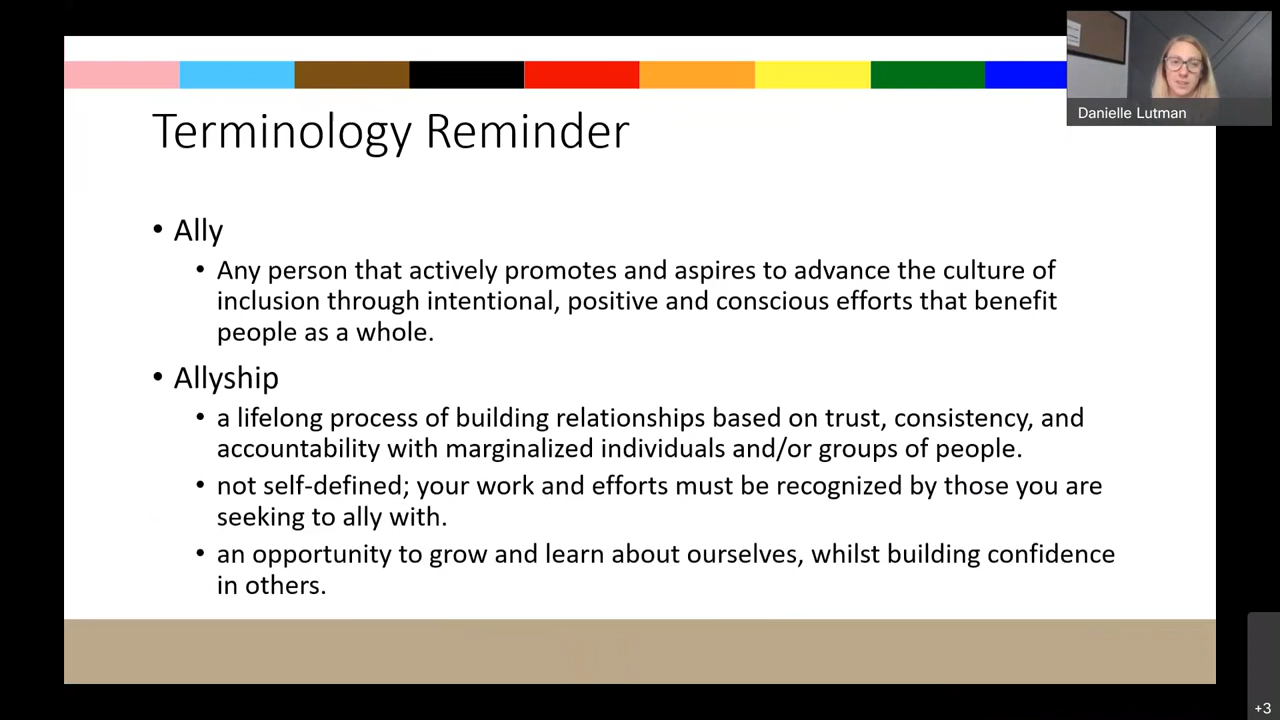 Danielle Lutman
Terminology Reminder
• Ally
• Any person that actively promotes and aspires to advance the culture of
inclusion through intentional, positive and conscious efforts that benefit
people as a whole.
• Allyship
• a lifelong process of building relationships based on trust, consistency, and
accountability with marginalized individuals and/or groups of people.
• not self-defined; your work and efforts must be recognized by those you are
seeking to ally with.
• an opportunity to grow and learn about ourselves, whilst building confidence
in others.
+3